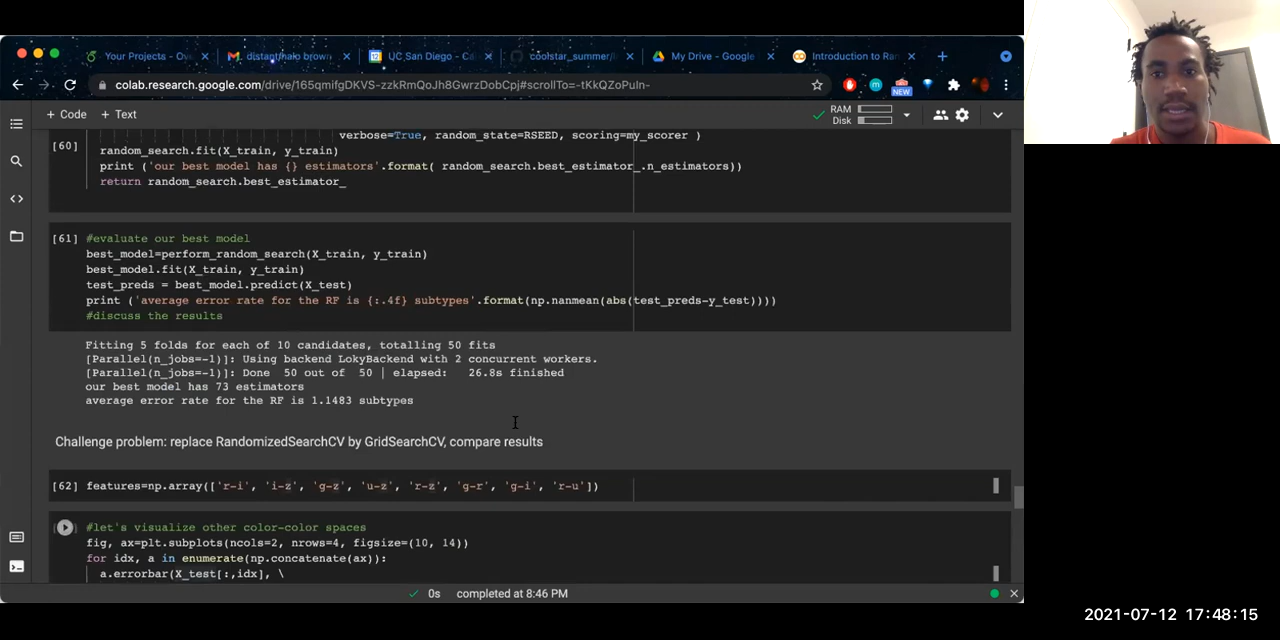 Your Projects - Ove
distantmao brown
UC San Diego - Ca
coolstar_summer/
My Drive - Google
Introduction to Ran
colab.research.google.com/drive/165qmifgDKVS-zzkRmQoJh8GwrzDobCpj#scrollTo=-tKkQZoPuIn-
NEW
+ Code + Text
RAM
Disk
verbose=True, random_state=RSEED, scoring=my_scorer )
[60]
random_search.fit(X_train, y_train)
print ('our best model has {} estimators'.format( random_search.best_estimator_.n_estimators))
return random_search.best_estimator_
[61] #evaluate our best model
best_model=perform_random_search(X_train, y_train)
best_model.fit(X_train, y_train)
test_preds = best_model.predict(X_test)
print ('average error rate for the RF is {:.4f} subtypes'.format(np.nanmean(abs(test_preds-y_test))))
#discuss the results
Fitting 5 folds for each of 10 candidates, totalling 50 fits
[Parallel(n_jobs=-1)]: Using backend LokyBackend with 2 concurrent workers.
[Parallel(n_jobs=-1)]: Done 50 out of 50 | elapsed: 26.8s finished
our best model has 73 estimators
average error rate for the RF is 1.1483 subtypes
Challenge problem: replace RandomizedSearchCV by GridSearchCV, compare results
[62] features=np.array(['r-i', 'i-z', 'g-z', 'u-z', 'r-z', 'g-r', 'g-i', 'r-u'])
#let's visualize other color-color spaces
fig, ax=plt.subplots(ncols=2, nrows=4, figsize=(10, 14))
for idx, a in enumerate(np.concatenate(ax)):
a.errorbar(X_test[:,idx], \
0s completed at 8:46 PM
2021-07-12 17:48:15